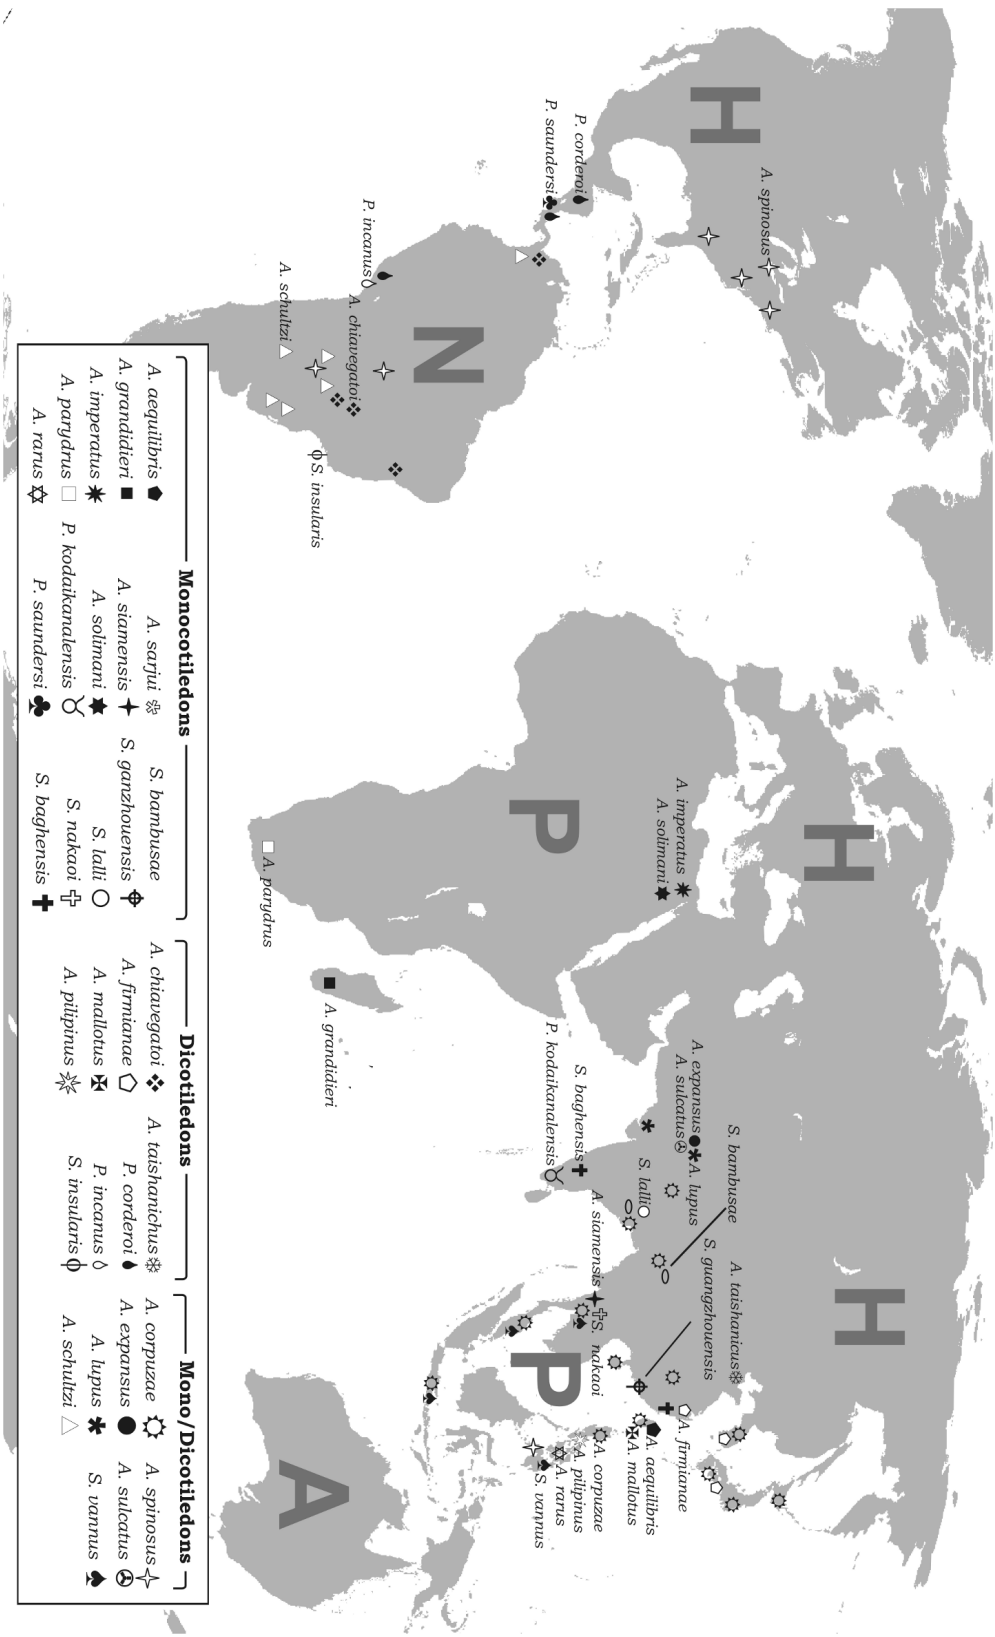 H
H
H
N
P
P
A
A. spinosus
P. corderoi
P. saundersi
P. incanus
A. chiavegatoi
A. schultzi
S. insularis
A. imperatus
A. solimani
A. parydrus
A. grandidieri
A. expansus
A. sulcatus
A. lupus
S. bambusae
S. lalli
S. baghensis
P. kodaikanalensis
A. siamensis
S. nakaoi
S. guangzhouensis
A. taishanicus
A. firmianae
A. aequilibris
A. mallotus
A. corpuzae
A. pilipinus
A. rarus
S. vannus
Monocotiledons
A. aequilibris
A. grandidieri
A. imperatus
A. parydrus
A. rarus
A. sarjui
A. siamensis
A. solimani
P. kodaikanalensis
P. saundersi
S. bambusae
S. ganzhouensis
S. lalli
S. nakaoi
S. baghensis
Dicotiledons
A. chiavegatoi
A. firmianae
A. mallotus
A. pilipinus
A. taishanichus
P. corderoi
P. incanus
S. insularis
Mono/Dicotiledons
A. corpuzae
A. expansus
A. lupus
A. schultzi
A. spinosus
A. sulcatus
S. vannus